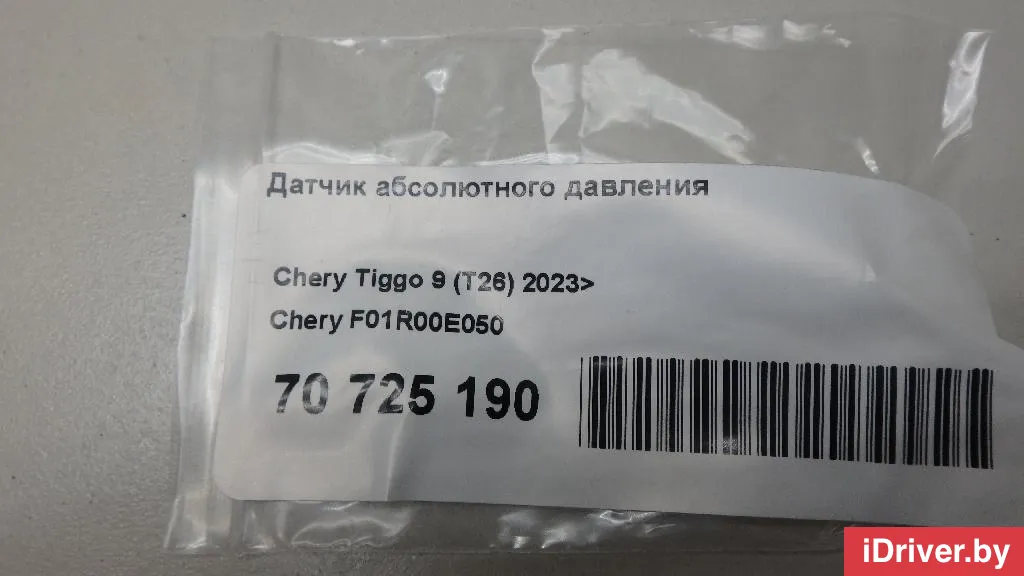 Датчик абсолютного давления
Chery Tiggo 9 (T26) 2023>
Chery F01R00E050
70 725 190
iDriver.by